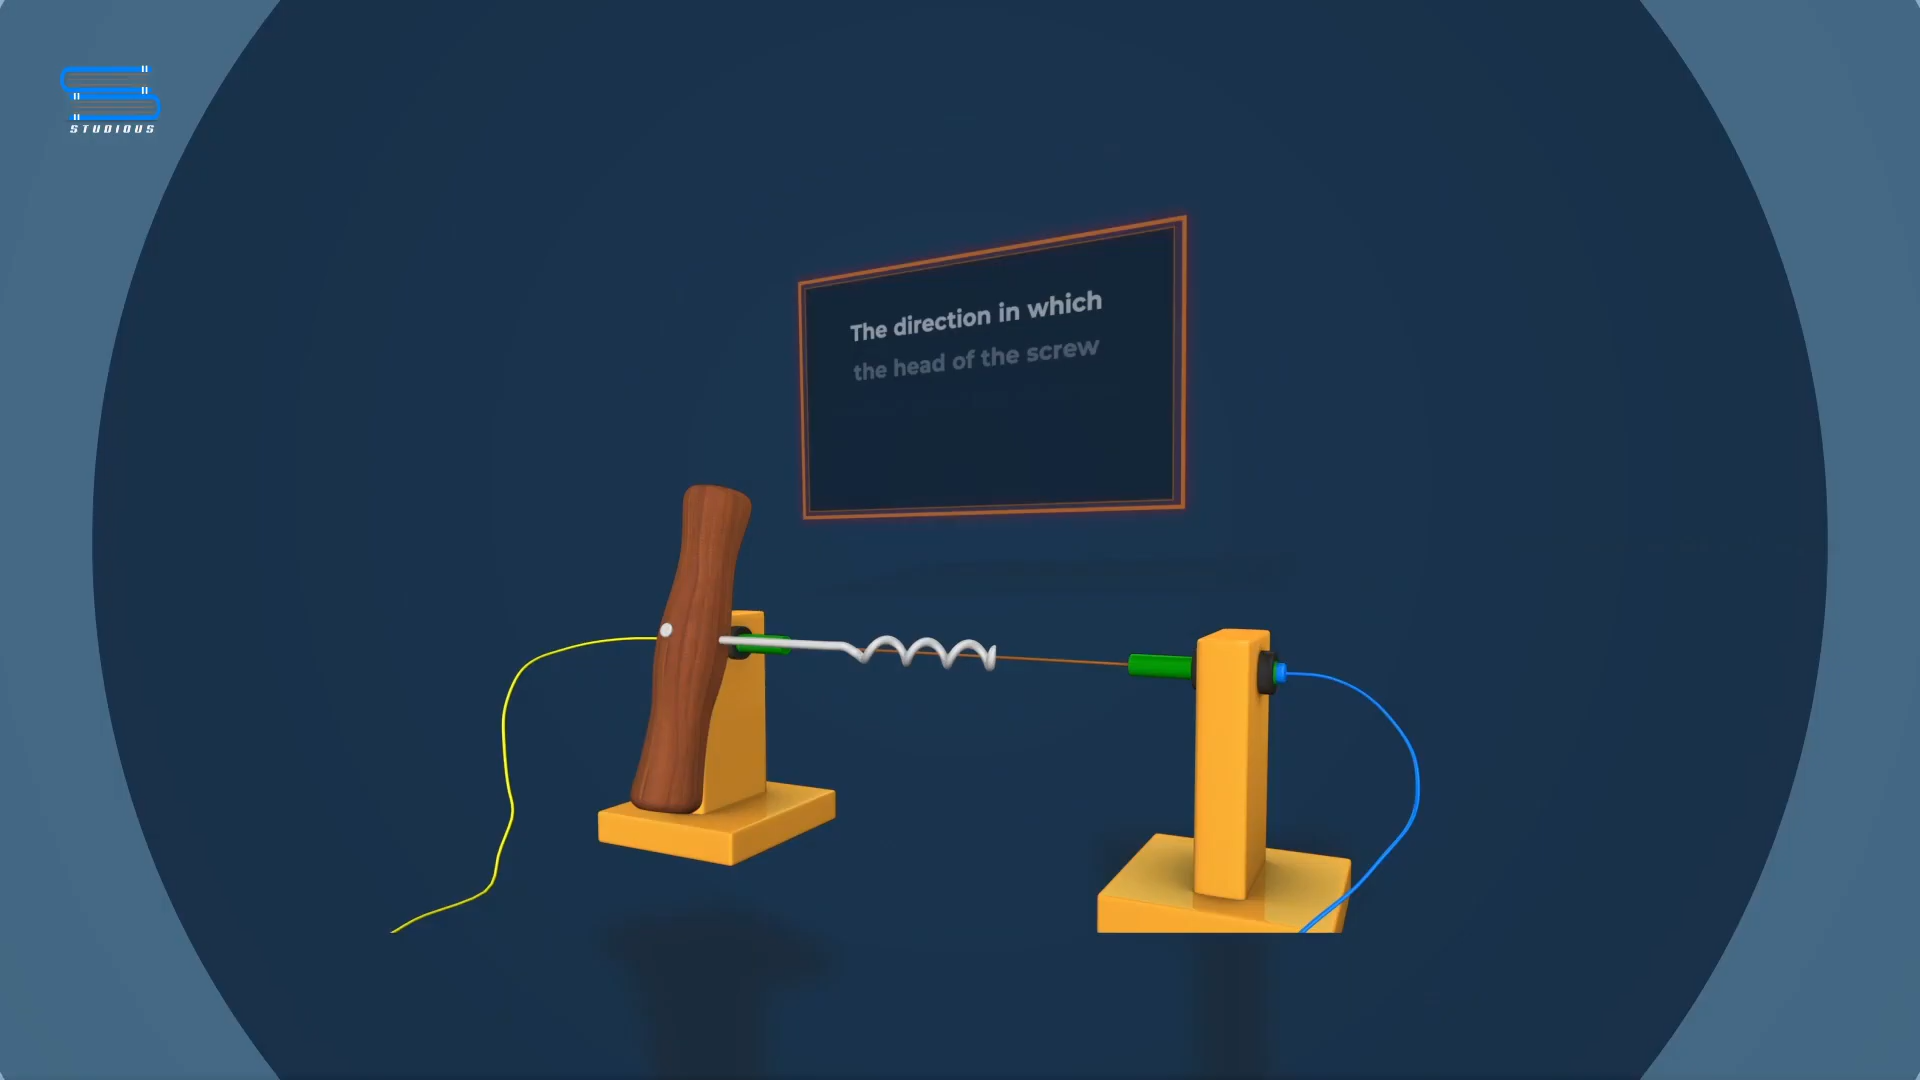 STUDIOUS
The direction in which
the head of the screw